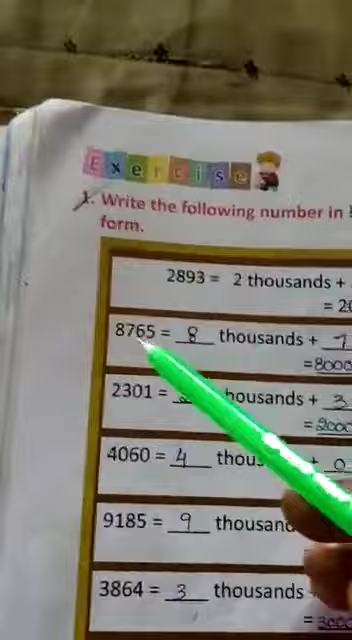 Exercise
1. Write the following number in
form.
2893 = 2 thousands +
= 2
8765 = 8 thousands + 7
=8000
2301 = housands + 3
= 2000
4060 = 4 thou + 0
9185 = 9 thousand
3864 = 3 thousands
= 3000